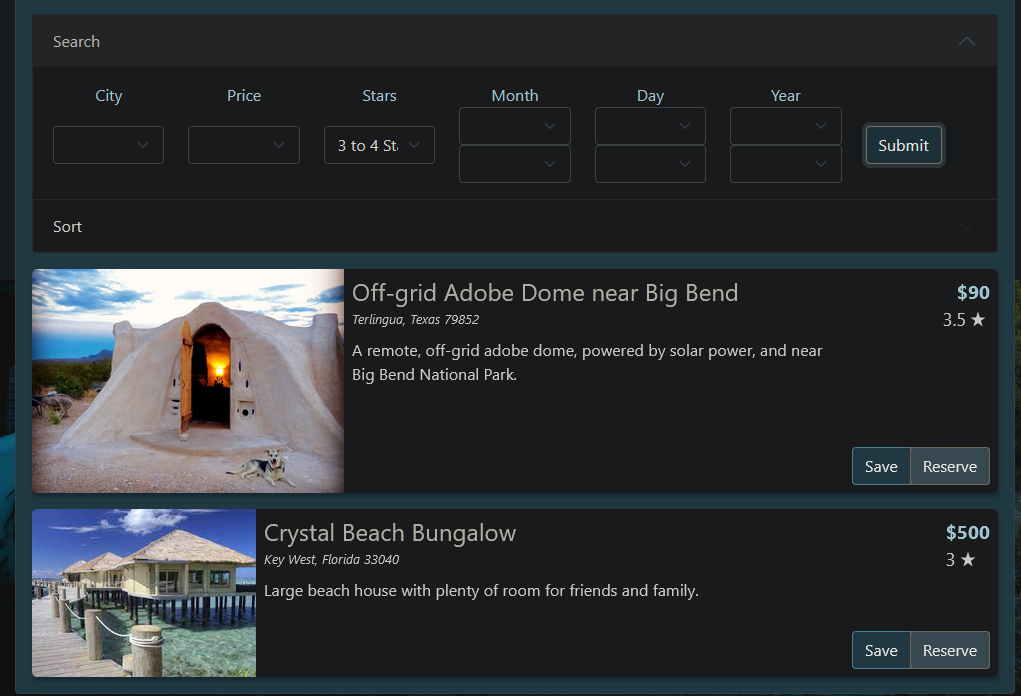 Search
City Price Stars Month Day Year
3 to 4 St
Submit
Sort
Off-grid Adobe Dome near Big Bend
$90
Terlingua, Texas 79852
3.5 ★
A remote, off-grid adobe dome, powered by solar power, and near
Big Bend National Park.
Save Reserve
Crystal Beach Bungalow
$500
Key West, Florida 33040
3 ★
Large beach house with plenty of room for friends and family.
Save Reserve